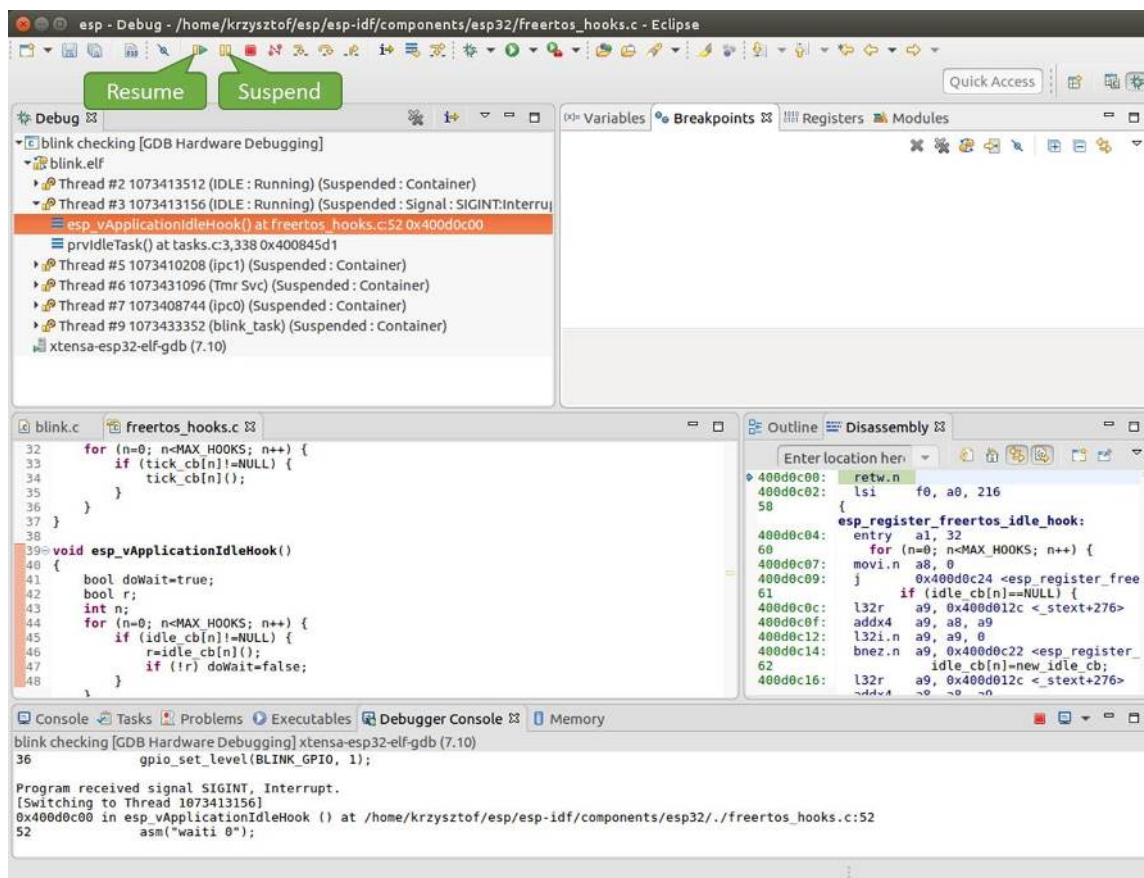 esp - Debug - /home/krzysztof/esp/esp-idf/components/esp32/freertos_hooks.c - Eclipse
Resume
Suspend
Quick Access
Debug
blink checking [GDB Hardware Debugging]
blink.elf
Thread #2 1073413512 (IDLE : Running) (Suspended : Container)
Thread #3 1073413156 (IDLE : Running) (Suspended : Signal : SIGINT:Interrup
esp_vApplicationIdleHook() at freertos_hooks.c:52 0x400d0c00
prvIdleTask() at tasks.c:3,338 0x400845d1
Thread #5 1073410208 (ipc1) (Suspended : Container)
Thread #6 1073431096 (Tmr Svc) (Suspended : Container)
Thread #7 1073408744 (ipc0) (Suspended : Container)
Thread #9 1073433352 (blink_task) (Suspended : Container)
xtensa-esp32-elf-gdb (7.10)
(x)= Variables Breakpoints Registers Modules
blink.c freertos_hooks.c
32 for (n=0; n<MAX_HOOKS; n++) {
33 if (tick_cb[n]!=NULL) {
34 tick_cb[n]();
35 }
36 }
37 }
38
39 void esp_vApplicationIdleHook()
40 {
41 bool doWait=true;
42 bool r;
43 int n;
44 for (n=0; n<MAX_HOOKS; n++) {
45 if (idle_cb[n]!=NULL) {
46 r=idle_cb[n]();
47 if (!r) doWait=false;
48 }
}
Outline Disassembly
Enter location her
400d0c00: retw.n
400d0c02: lsi f0, a0, 216
58 {
esp_register_freertos_idle_hook:
400d0c04: entry a1, 32
60 for (n=0; n<MAX_HOOKS; n++) {
400d0c07: movi.n a8, 0
400d0c09: j 0x400d0c24 <esp_register_free
61 if (idle_cb[n]==NULL) {
400d0c0c: l32r a9, 0x400d012c <_stext+276>
400d0c0f: addx4 a9, a8, a9
400d0c12: l32i.n a9, a9, 0
400d0c14: bnez.n a9, 0x400d0c22 <esp_register_
62 idle_cb[n]=new_idle_cb;
400d0c16: l32r a9, 0x400d012c <_stext+276>
addx4 a8, a8, a9
Console Tasks Problems Executables Debugger Console Memory
blink checking [GDB Hardware Debugging] xtensa-esp32-elf-gdb (7.10)
36 gpio_set_level(BLINK_GPIO, 1);
Program received signal SIGINT, Interrupt.
[Switching to Thread 1073413156]
0x400d0c00 in esp_vApplicationIdleHook () at /home/krzysztof/esp/esp-idf/components/esp32/./freertos_hooks.c:52
52 asm("waiti 0");